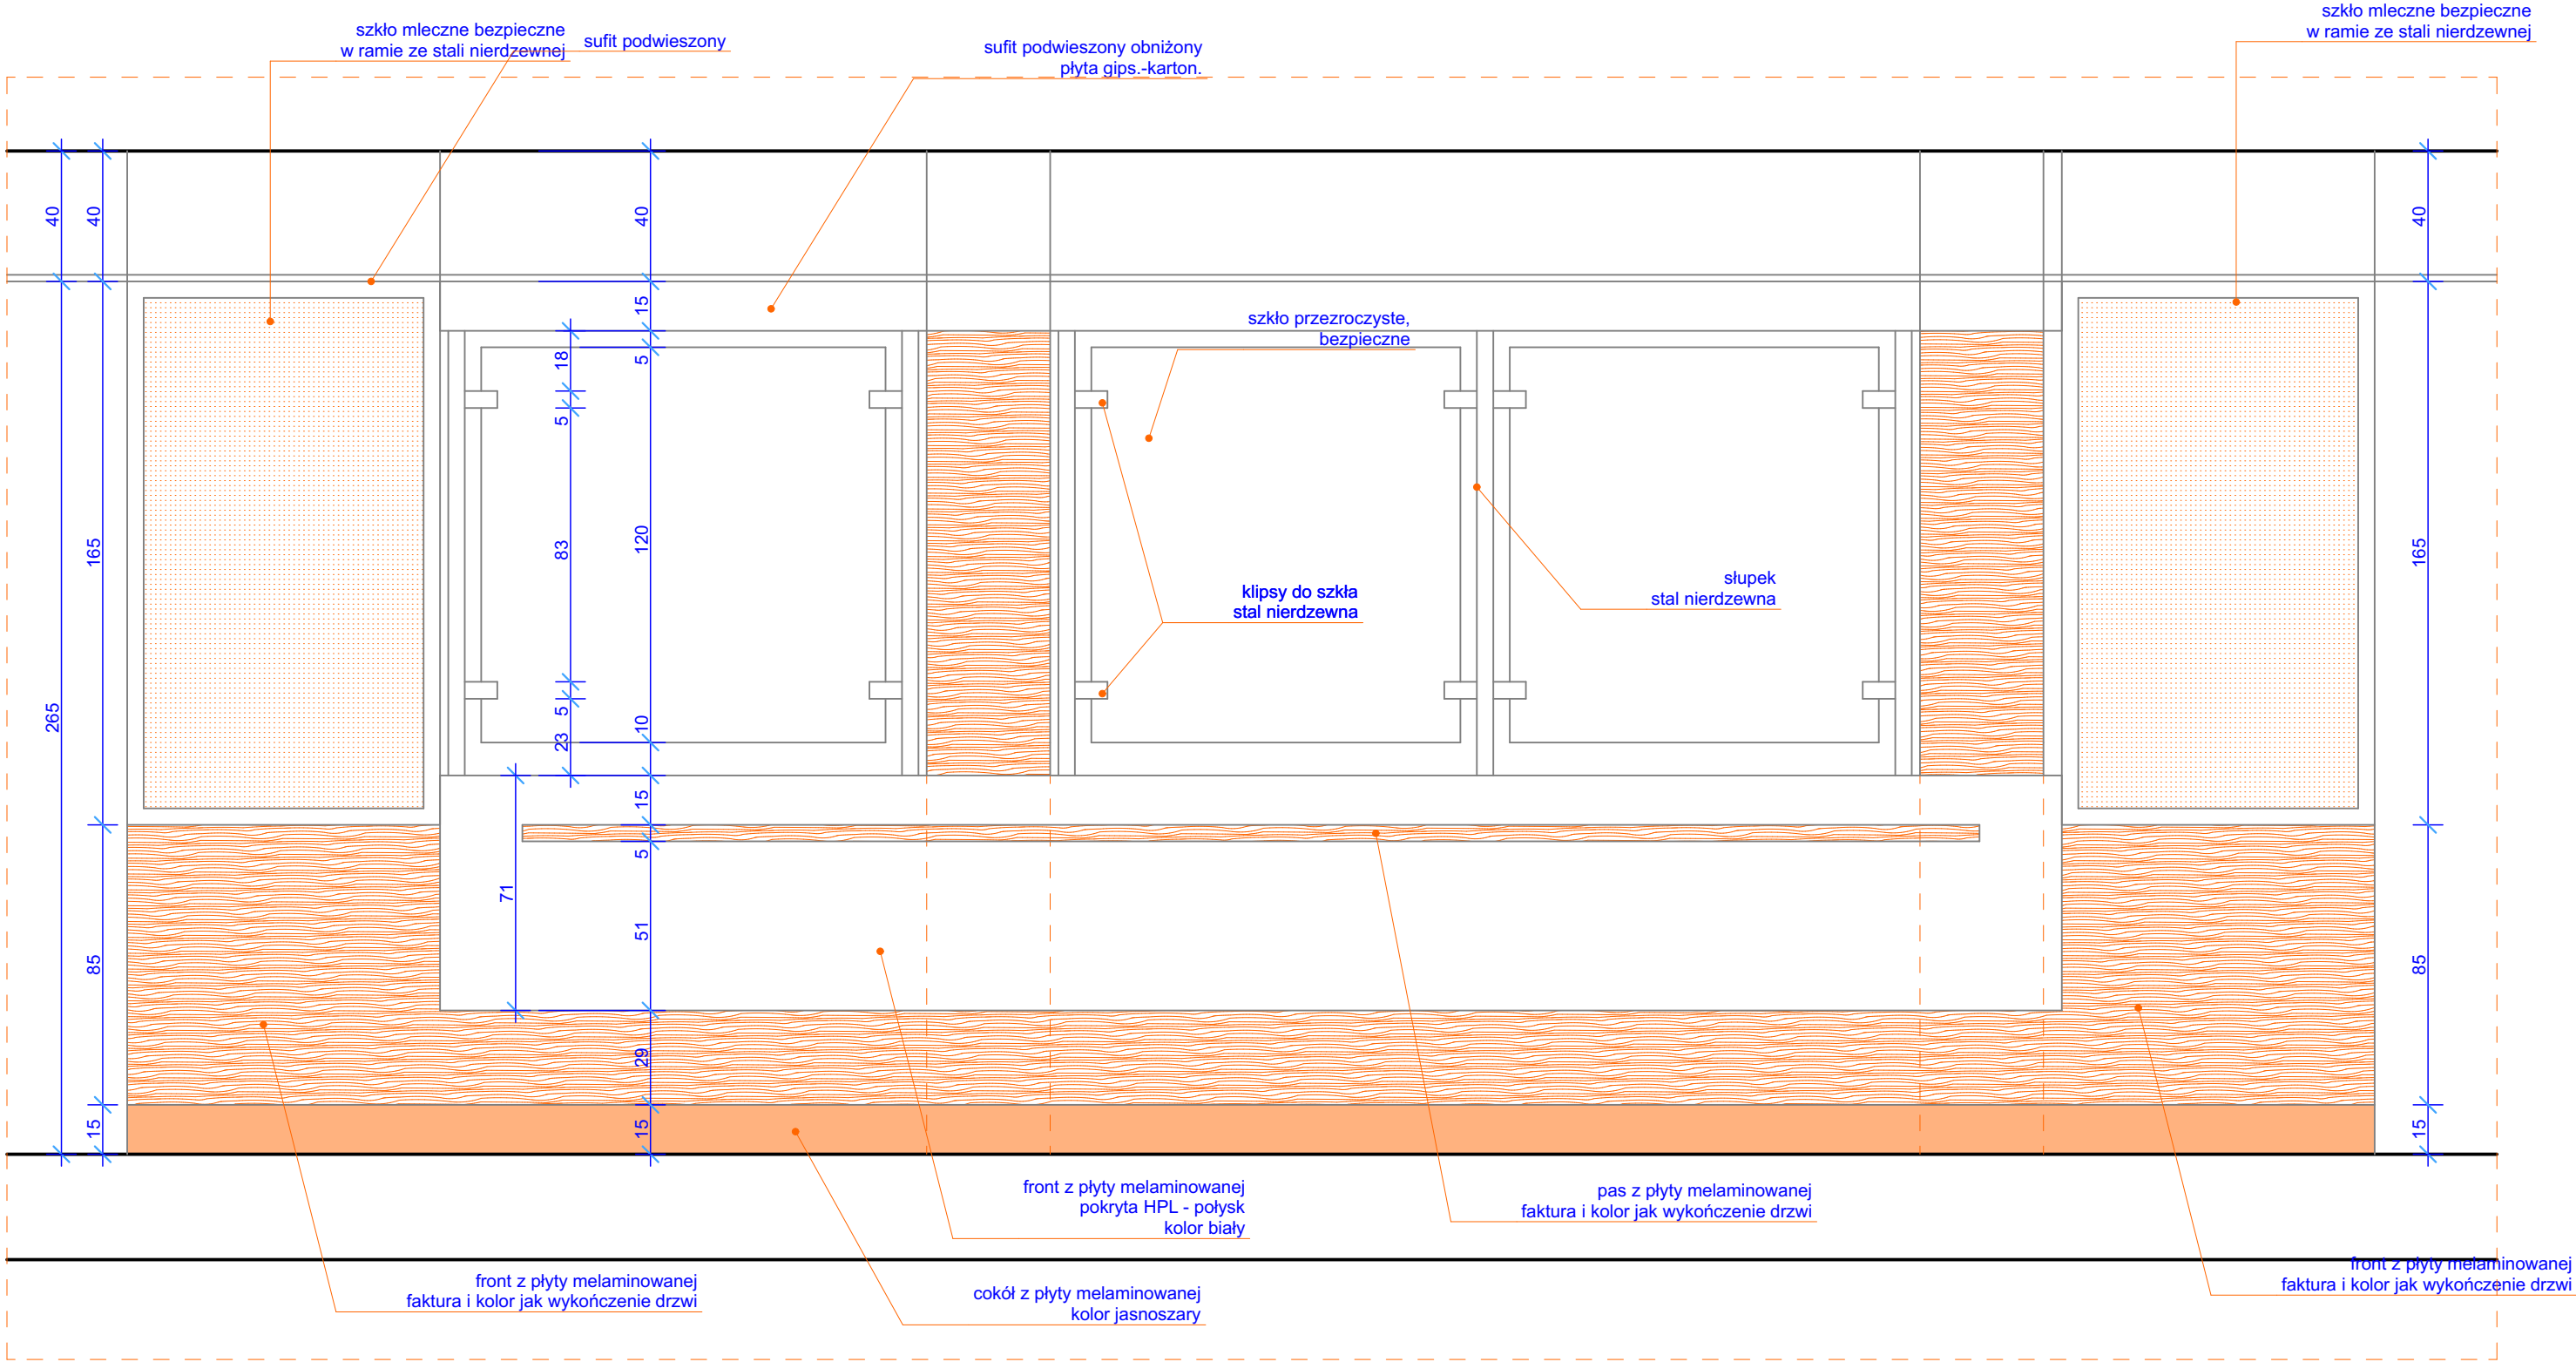 szkło mleczne bezpieczne
w ramie ze stali nierdzewnej
sufit podwieszony
sufit podwieszony obniżony
płyta gips.-karton.
szkło mleczne bezpieczne
w ramie ze stali nierdzewnej
40
40
40
40
15
18
5
5
szkło przezroczyste,
bezpieczne
265
165
83
120
165
klipsy do szkła
stal nierdzewna
słupek
stal nierdzewna
5
23
10
15
5
71
51
85
85
29
15
15
15
front z płyty melaminowanej
pokryta HPL - połysk
kolor biały
pas z płyty melaminowanej
faktura i kolor jak wykończenie drzwi
front z płyty melaminowanej
faktura i kolor jak wykończenie drzwi
cokół z płyty melaminowanej
kolor jasnoszary
front z płyty melaminowanej
faktura i kolor jak wykończenie drzwi